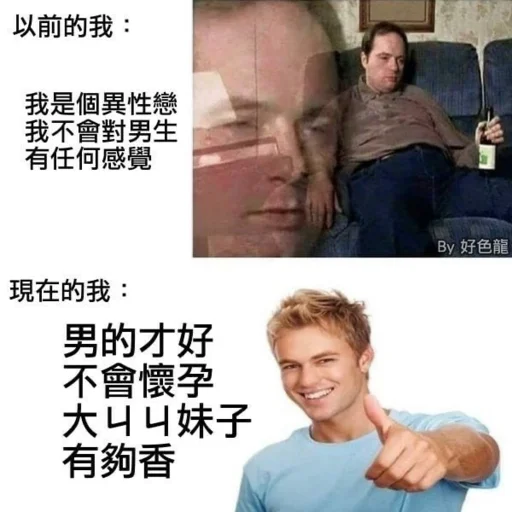 以前的我：
我是個異性戀
我不會對男生
有任何感覺
By 好色龍
現在的我：
男的才好
不會懷孕
大ㄐㄐ妹子
有夠香